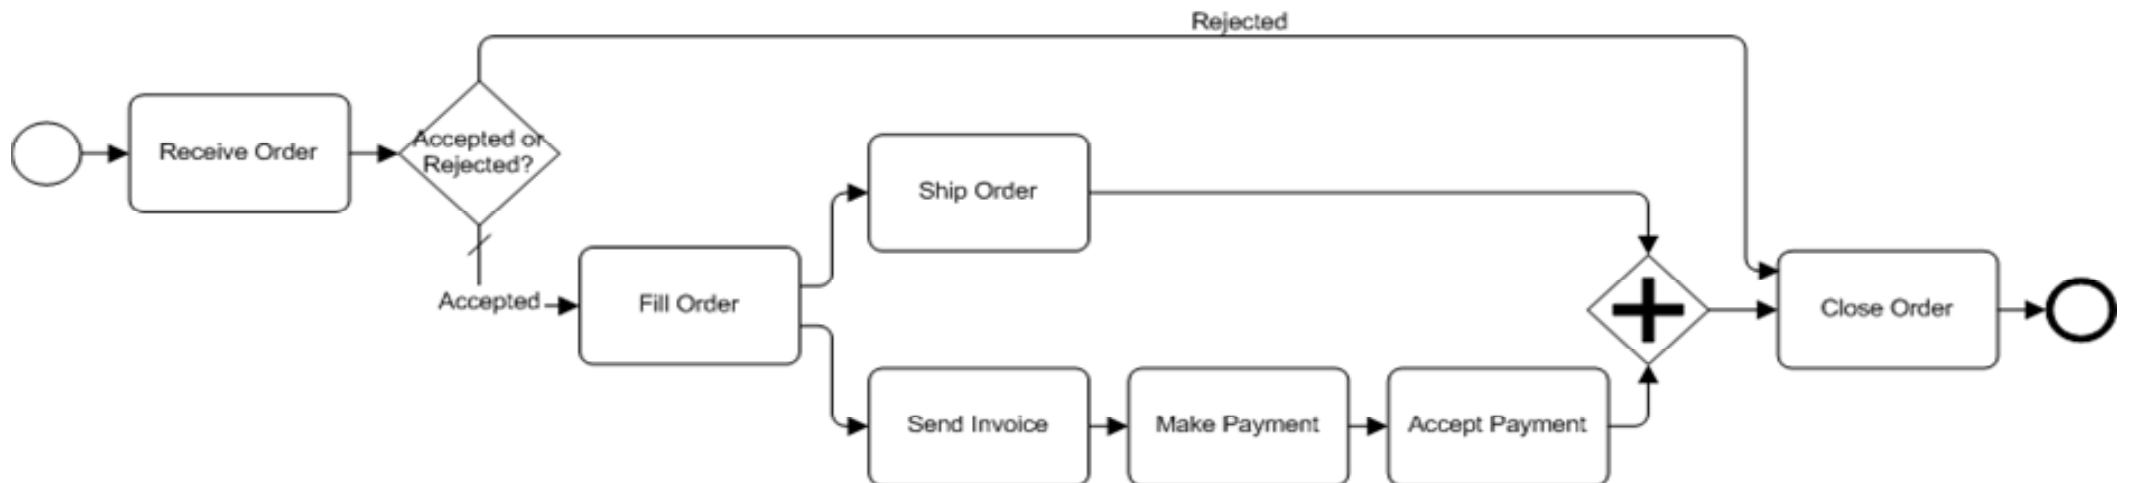 Rejected
Receive Order
Accepted or
Rejected?
Ship Order
Accepted
Fill Order
Close Order
Send Invoice
Make Payment
Accept Payment